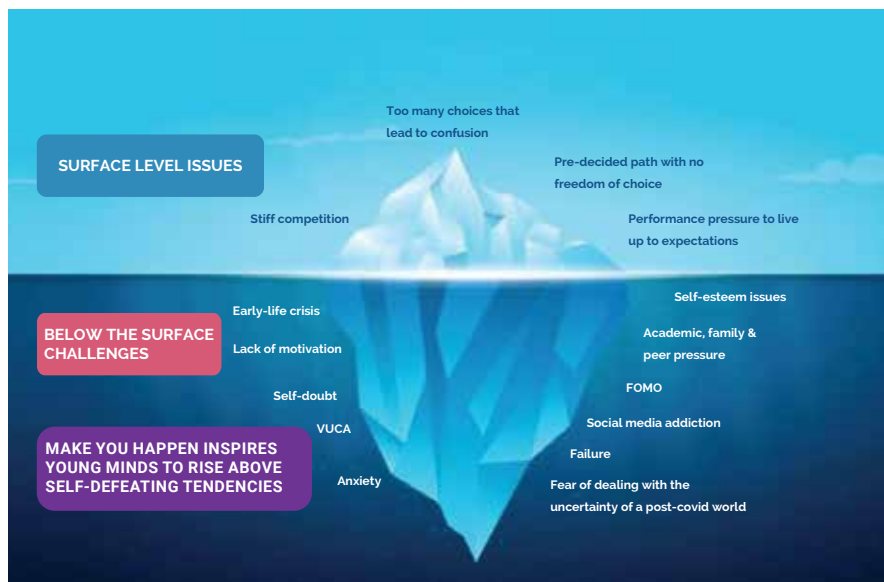 Too many choices that
lead to confusion
SURFACE LEVEL ISSUES
Pre-decided path with no
freedom of choice
Stiff competition
Performance pressure to live
up to expectations
Self-esteem issues
Early-life crisis
BELOW THE SURFACE
CHALLENGES
Academic, family &
peer pressure
Lack of motivation
FOMO
Self-doubt
Social media addiction
VUCA
MAKE YOU HAPPEN INSPIRES
YOUNG MINDS TO RISE ABOVE
SELF-DEFEATING TENDENCIES
Failure
Anxiety
Fear of dealing with the
uncertainty of a post-covid world